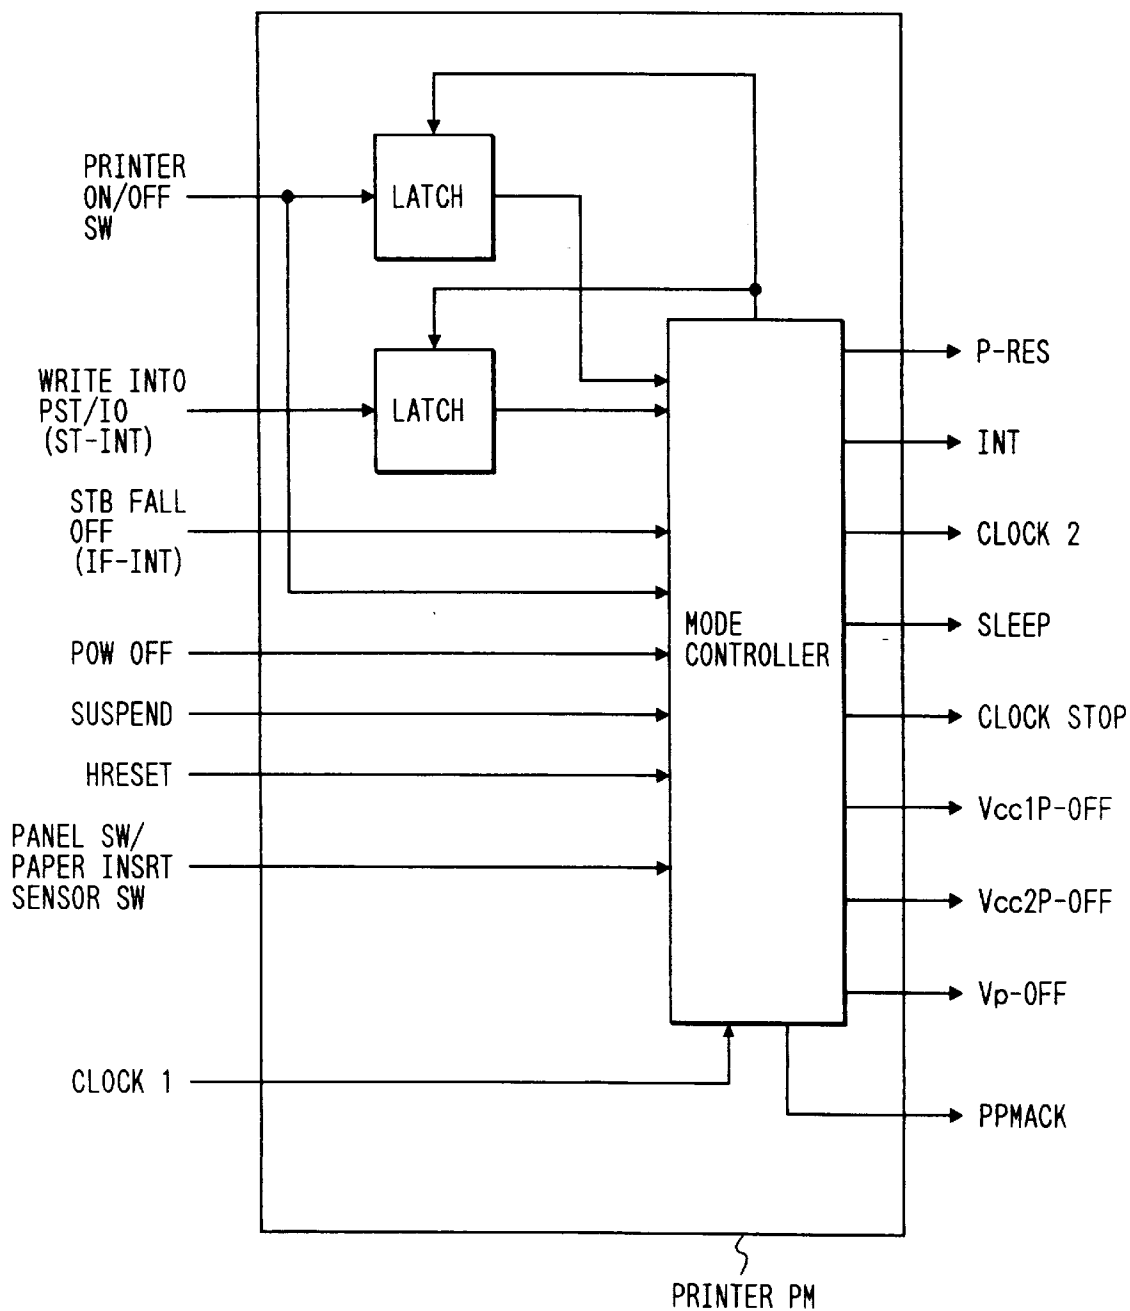 PRINTER
ON/OFF
SW
LATCH
WRITE INTO
PST/IO
(ST-INT)
LATCH
STB FALL
OFF
(IF-INT)
POW OFF
SUSPEND
HRESET
PANEL SW/
PAPER INSRT
SENSOR SW
CLOCK 1
MODE
CONTROLLER
P-RES
INT
CLOCK 2
SLEEP
CLOCK STOP
Vcc1P-OFF
Vcc2P-OFF
Vp-OFF
PPMACK
PRINTER PM